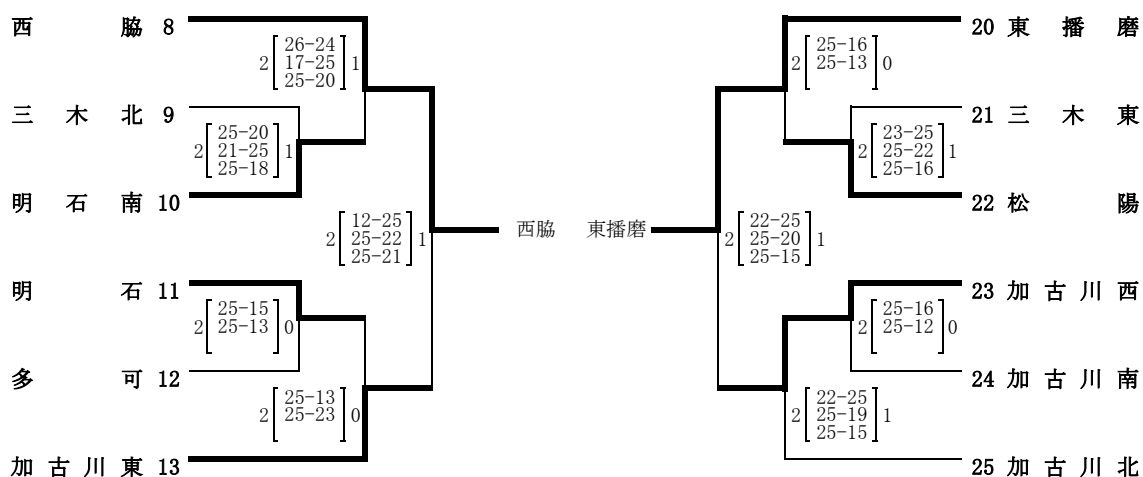 西脇 8
2 26-24 1
17-25
25-20
三木北 9
2 25-20 1
21-25
25-18
明石南 10
2 12-25 1
25-22
25-21
西脇
明石 11
2 25-15 0
25-13
多可 12
2 25-13 0
25-23
加古川東 13
20 東播磨
2 25-16 0
25-13
21 三木東
2 23-25 1
25-22
25-16
22 松陽
東播磨
2 22-25 1
25-20
25-15
23 加古川西
2 25-16 0
25-12
24 加古川南
2 22-25 1
25-19
25-15
25 加古川北